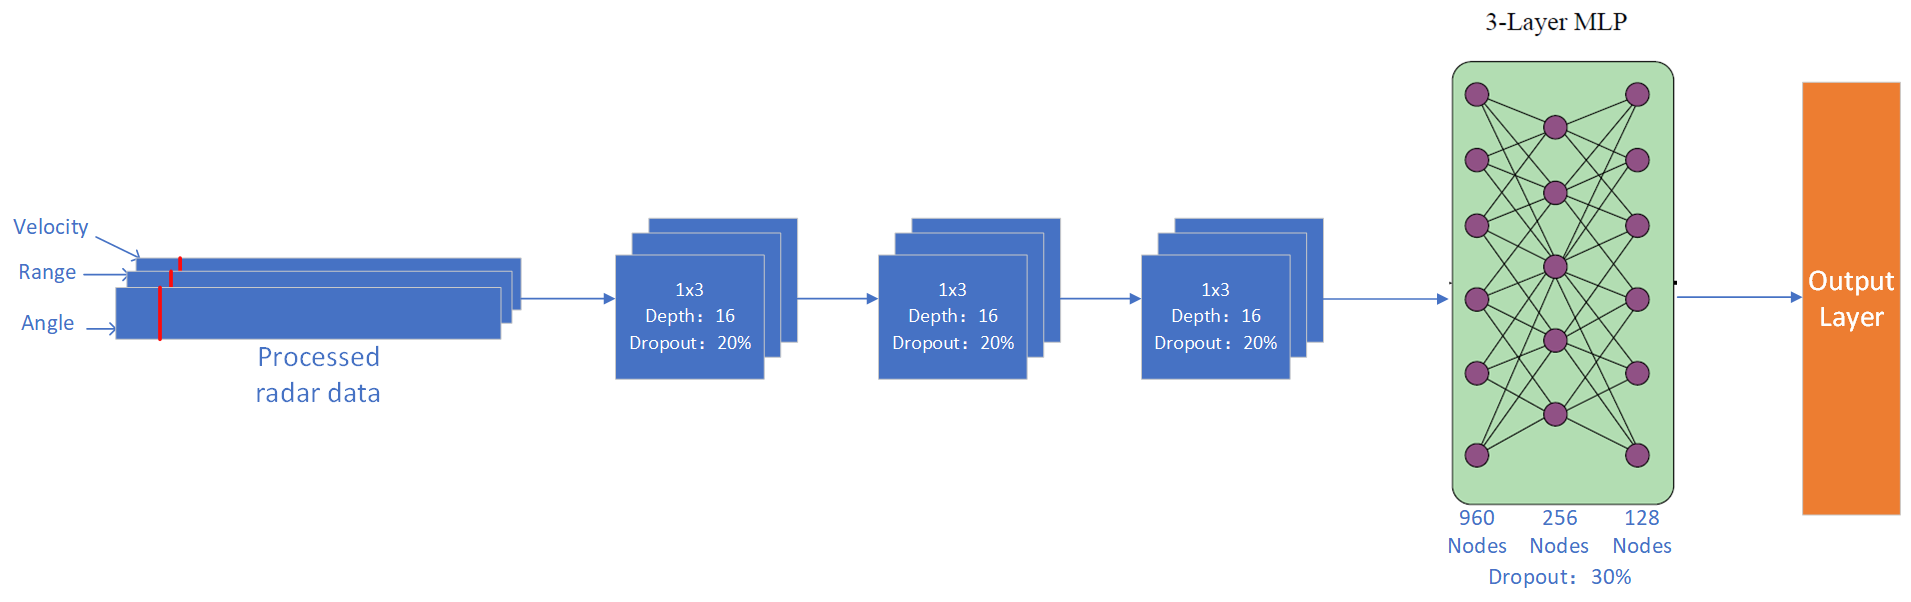 3-Layer MLP
Velocity
Range
Angle
Processed
radar data
1x3
Depth：16
Dropout：20%
1x3
Depth：16
Dropout：20%
1x3
Depth：16
Dropout：20%
960
Nodes
256
Nodes
128
Nodes
Dropout：30%
Output
Layer